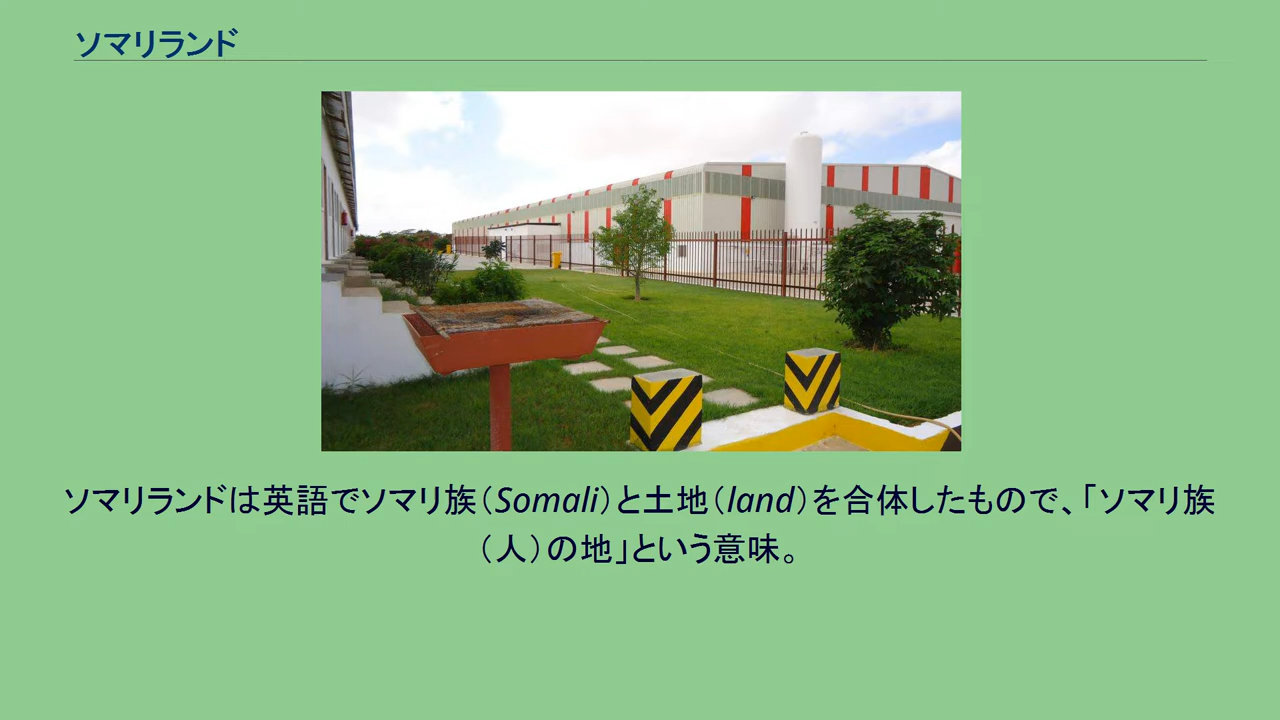 ソマリランド
ソマリランドは英語でソマリ族（Somali）と土地（land）を合体したもので、「ソマリ族
（人）の地」という意味。